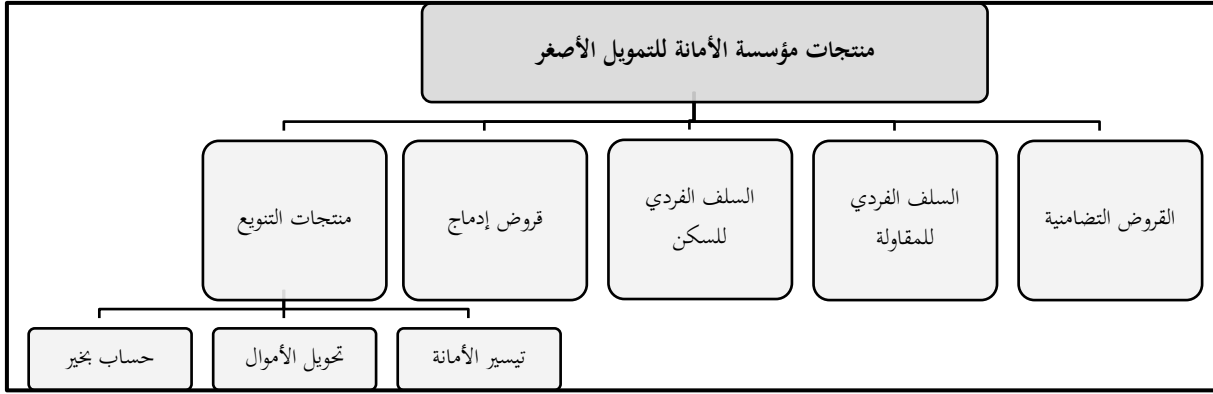 منتجات مؤسسة الأمانة للتمويل الأصغر
القروض التضامنية
السلف الفردي
للمقاولة
السلف الفردي
للسكن
قروض إدماج
منتجات التنويع
تيسير الأمانة
تحويل الأموال
حساب بخير